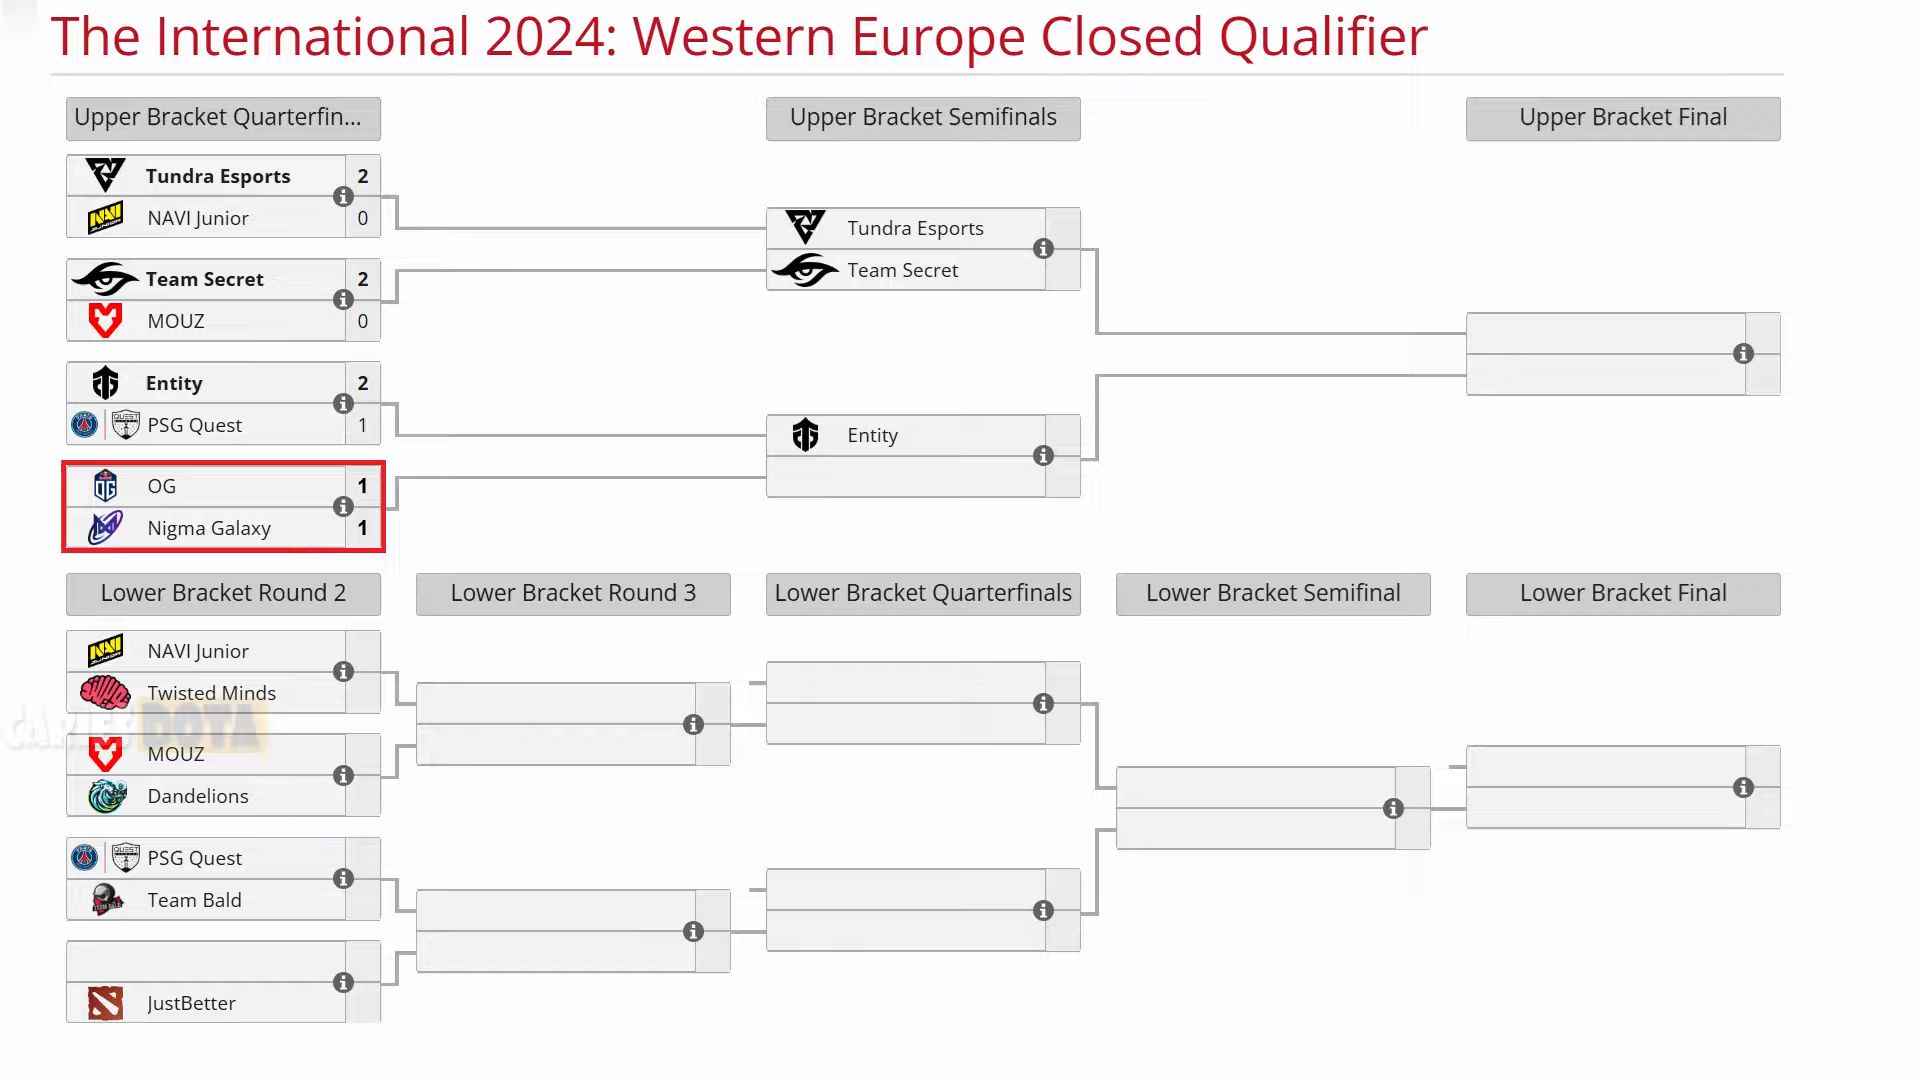 The International 2024: Western Europe Closed Qualifier
Upper Bracket Quarterfin...
Upper Bracket Semifinals
Upper Bracket Final
Tundra Esports 2
NAVI Junior 0
Team Secret 2
MOUZ 0
Entity 2
PSG Quest 1
OG 1
Nigma Galaxy 1
Tundra Esports
Team Secret
Entity
Lower Bracket Round 2
Lower Bracket Round 3
Lower Bracket Quarterfinals
Lower Bracket Semifinal
Lower Bracket Final
NAVI Junior
Twisted Minds
MOUZ
Dandelions
PSG Quest
Team Bald
JustBetter
DOTA